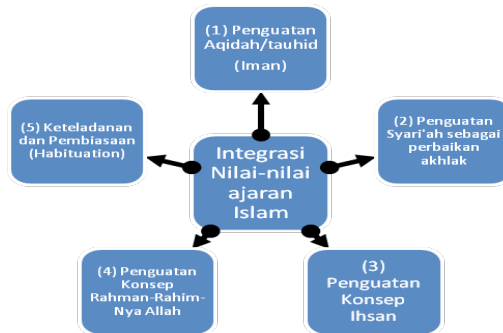 (1) Penguatan
Aqidah/tauhid
(Iman)
(5) Keteladanan
dan Pembiasaan
(Habituation)
(2) Penguatan
Syari'ah sebagai
perbaikan
akhlak
Integrasi
Nilai-nilai
ajaran
Islam
(4) Penguatan
Konsep
Rahman-Rahim-
Nya Allah
(3)
Penguatan
Konsep
Ihsan